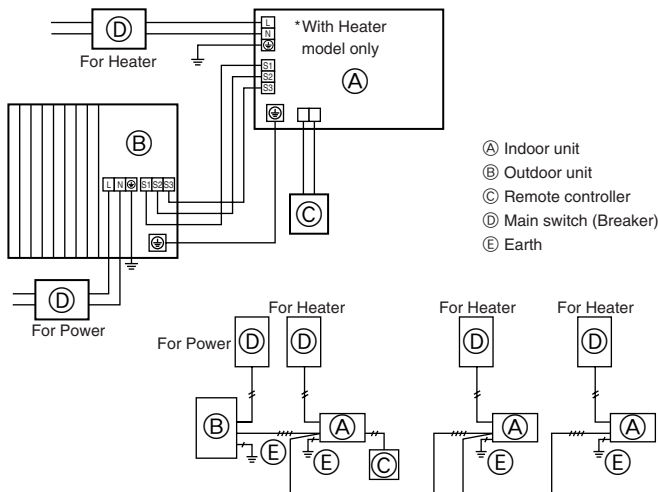 Ⓓ
For Heater
L
N
*With Heater
model only
Ⓐ
S1
S2
S3
Ⓑ
L N S1 S2 S3
Ⓒ
Ⓓ
For Power
Ⓐ Indoor unit
Ⓑ Outdoor unit
Ⓒ Remote controller
Ⓓ Main switch (Breaker)
Ⓔ Earth
For Heater
For Power Ⓓ Ⓓ
Ⓑ Ⓐ
Ⓔ Ⓔ Ⓒ
For Heater
Ⓓ
Ⓐ
Ⓔ
For Heater
Ⓓ
Ⓐ
Ⓔ